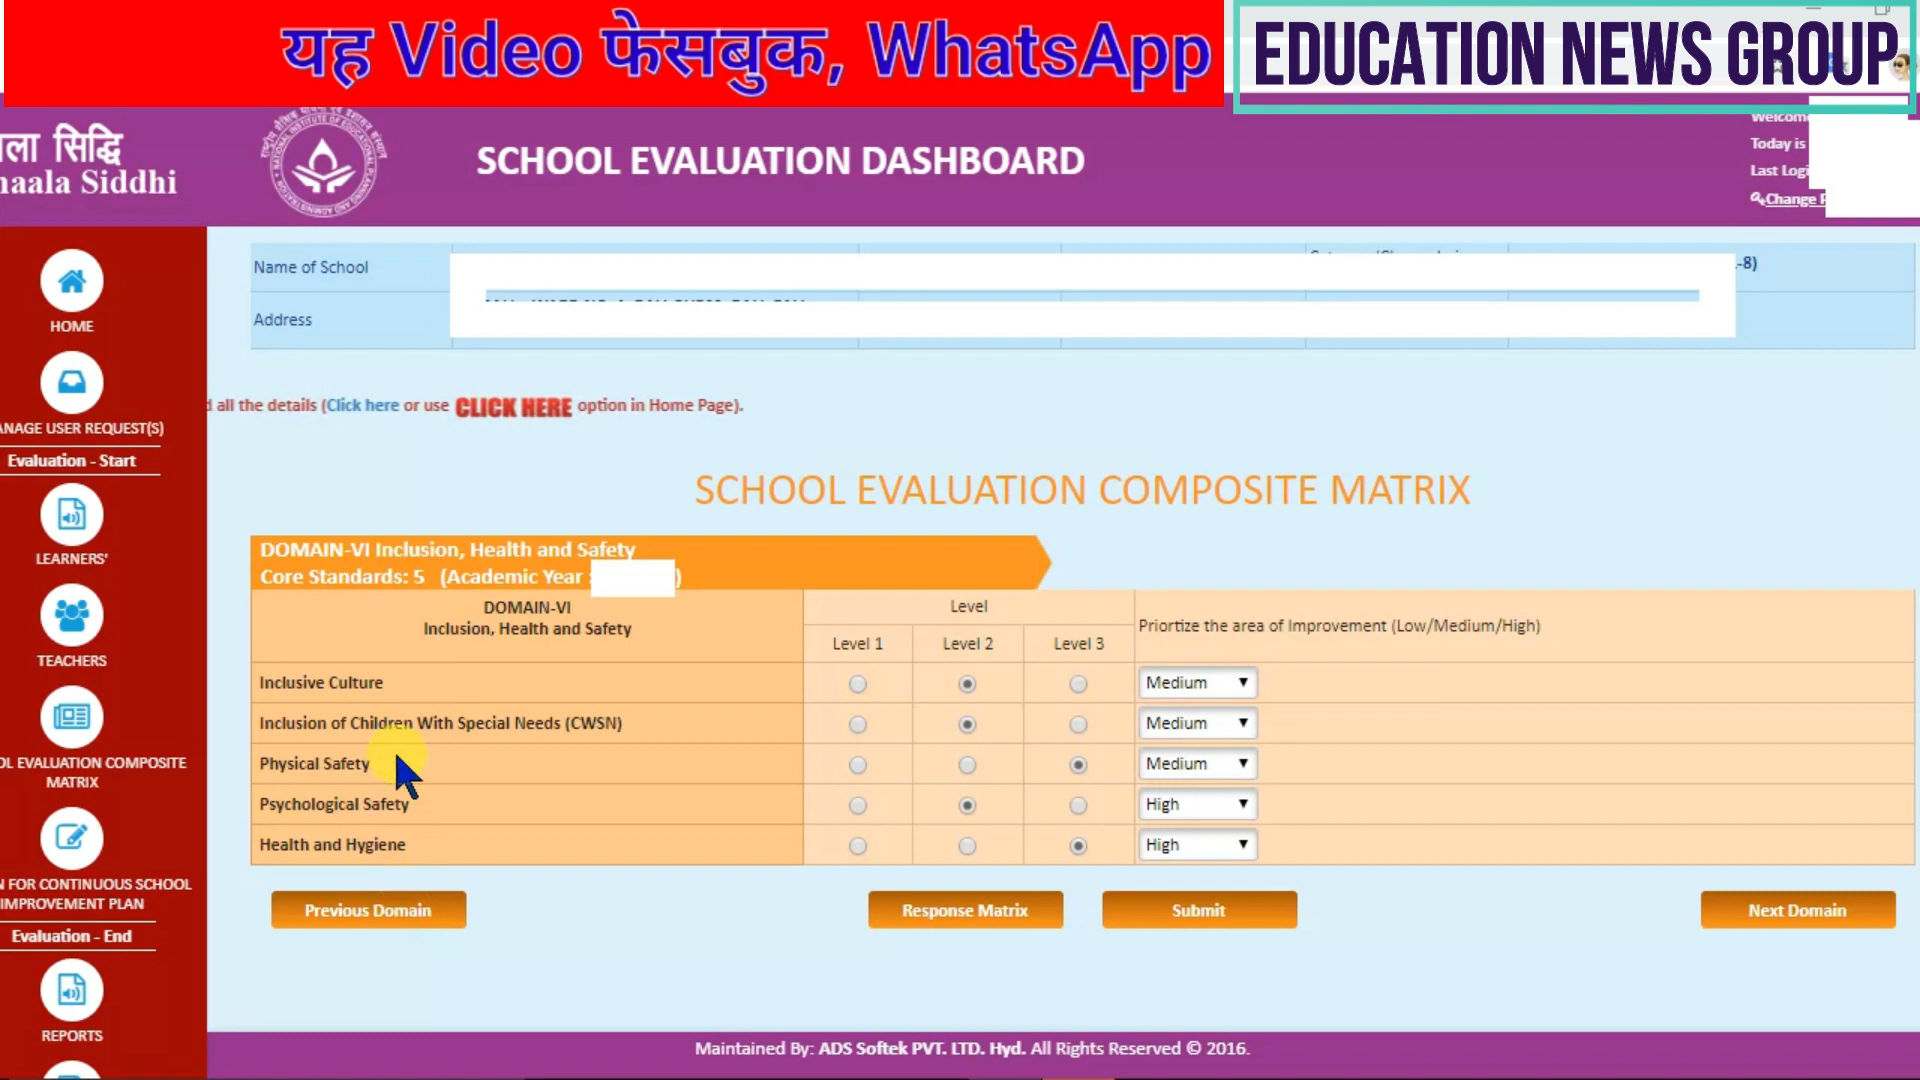 यह Video फेसबुक, WhatsApp
EDUCATION NEWS GROUP
ला सिद्धि
haala Siddhi
SCHOOL EVALUATION DASHBOARD
Welcom
Today is
Last Logi
Change
HOME
ANAGE USER REQUEST(S)
Evaluation - Start
LEARNERS'
TEACHERS
OL EVALUATION COMPOSITE
MATRIX
N FOR CONTINUOUS SCHOOL
IMPROVEMENT PLAN
Evaluation - End
REPORTS
Name of School
-8)
Address
d all the details (Click here or use CLICK HERE option in Home Page).
SCHOOL EVALUATION COMPOSITE MATRIX
DOMAIN-VI Inclusion, Health and Safety
Core Standards: 5 (Academic Year : )
DOMAIN-VI
Inclusion, Health and Safety
Level
Level 1 Level 2 Level 3
Priortize the area of Improvement (Low/Medium/High)
Inclusive Culture Medium
Inclusion of Children With Special Needs (CWSN) Medium
Physical Safety Medium
Psychological Safety High
Health and Hygiene High
Previous Domain Response Matrix Submit Next Domain
Maintained By: ADS Softek PVT. LTD. Hyd. All Rights Reserved © 2016.